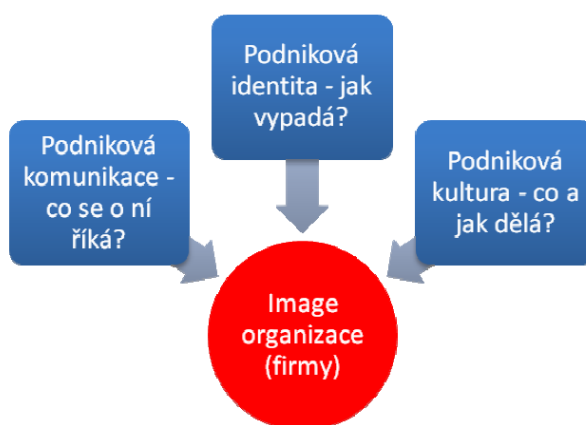 Podniková
identita - jak
vypadá?
Podniková
komunikace -
co se o ní
říká?
Podniková
kultura - co a
jak dělá?
Image
organizace
(firmy)